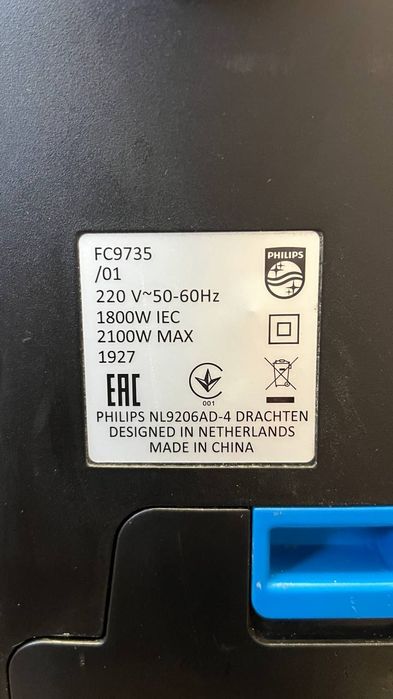 FC9735
/01
PHILIPS
220 V~50-60Hz
1800W IEC
2100W MAX
1927
EAC
001
PHILIPS NL9206AD-4 DRACHTEN
DESIGNED IN NETHERLANDS
MADE IN CHINA